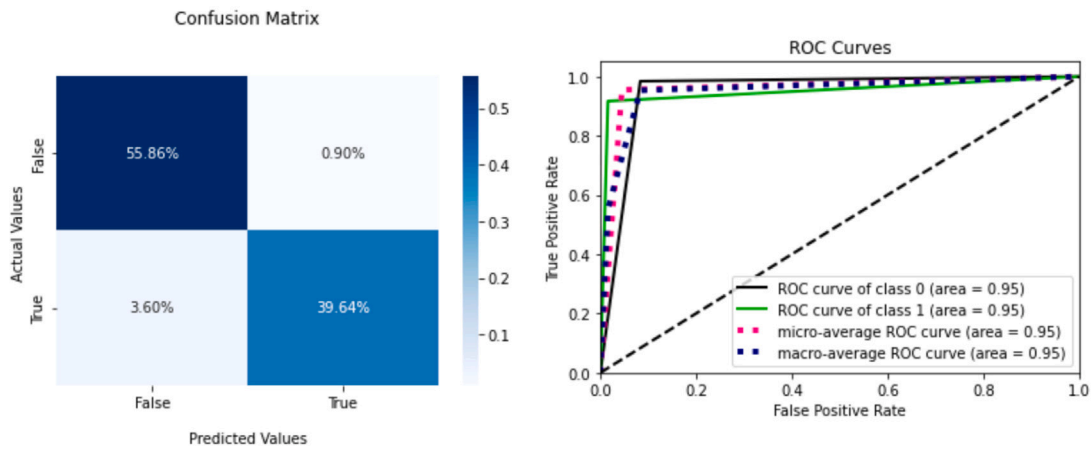 Confusion Matrix
Actual Values
False
True
55.86%
0.90%
3.60%
39.64%
False
True
Predicted Values
0.5
0.4
0.3
0.2
0.1
ROC Curves
True Positive Rate
1.0
0.8
0.6
0.4
0.2
0.0
ROC curve of class 0 (area = 0.95)
ROC curve of class 1 (area = 0.95)
micro-average ROC curve (area = 0.95)
macro-average ROC curve (area = 0.95)
0.0
0.2
0.4
0.6
0.8
1.0
False Positive Rate